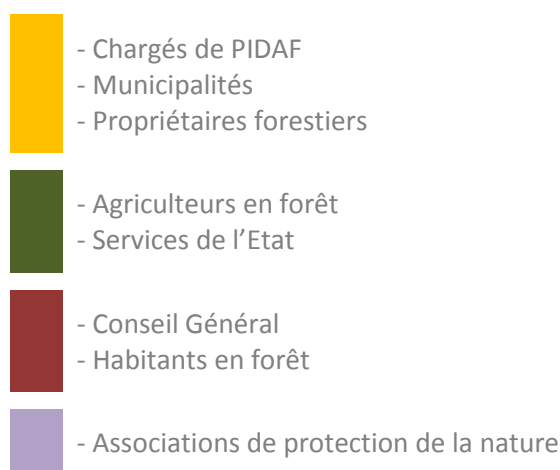 - Chargés de PIDAF
- Municipalités
- Propriétaires forestiers
- Agriculteurs en forêt
- Services de l’Etat
- Conseil Général
- Habitants en forêt
- Associations de protection de la nature